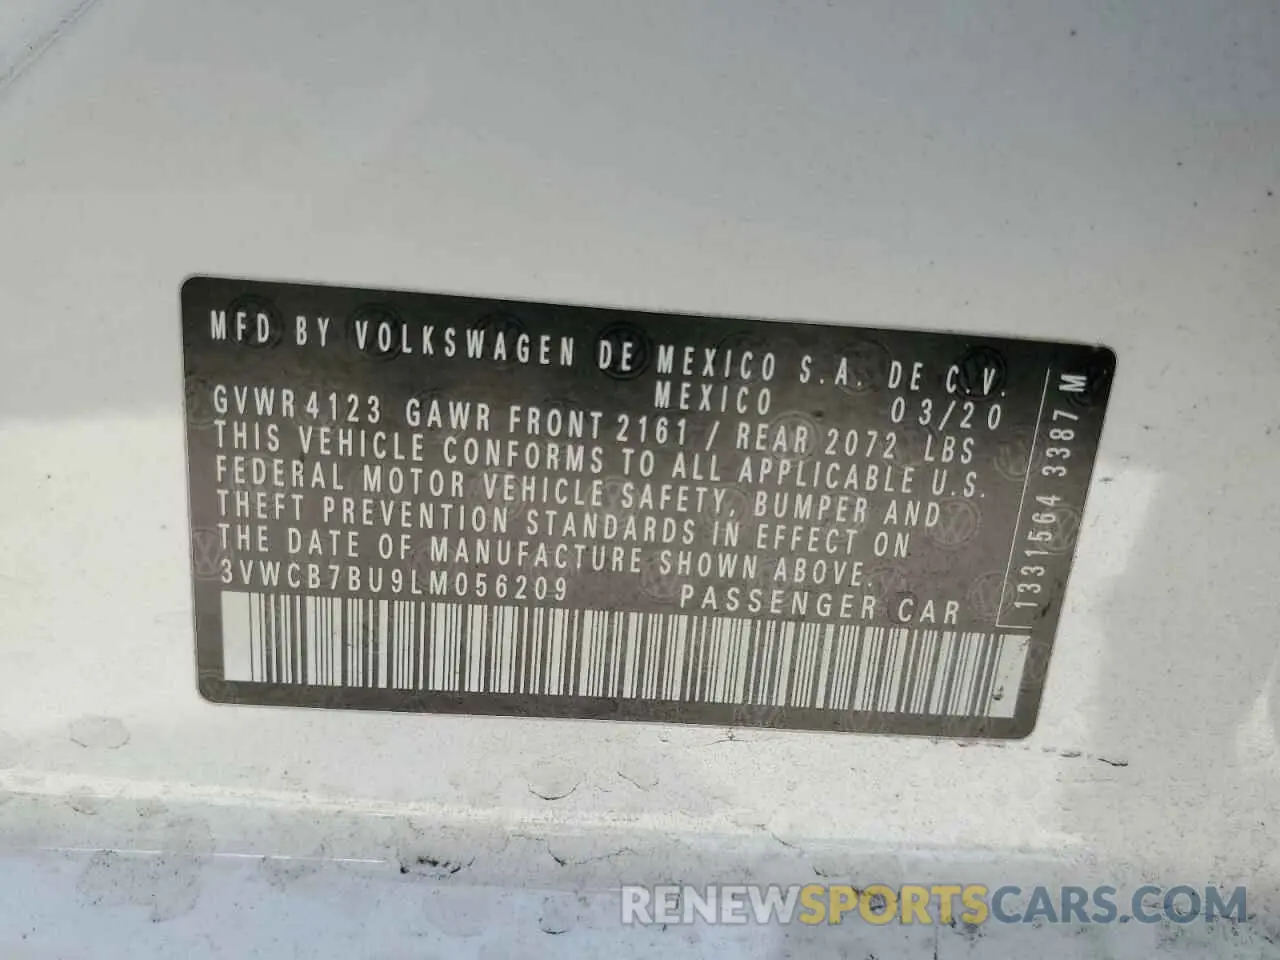 MFD BY VOLKSWAGEN DE MEXICO S.A. DE C.V.
MEXICO 03/20
GVWR 4123 GAWR FRONT 2161 / REAR 2072 LBS
THIS VEHICLE CONFORMS TO ALL APPLICABLE U.S.
FEDERAL MOTOR VEHICLE SAFETY, BUMPER AND
THEFT PREVENTION STANDARDS IN EFFECT ON
THE DATE OF MANUFACTURE SHOWN ABOVE.
3VWCB7BU9LM056209 PASSENGER CAR
1331564 3387 M
RENEWSPORTSCARS.COM